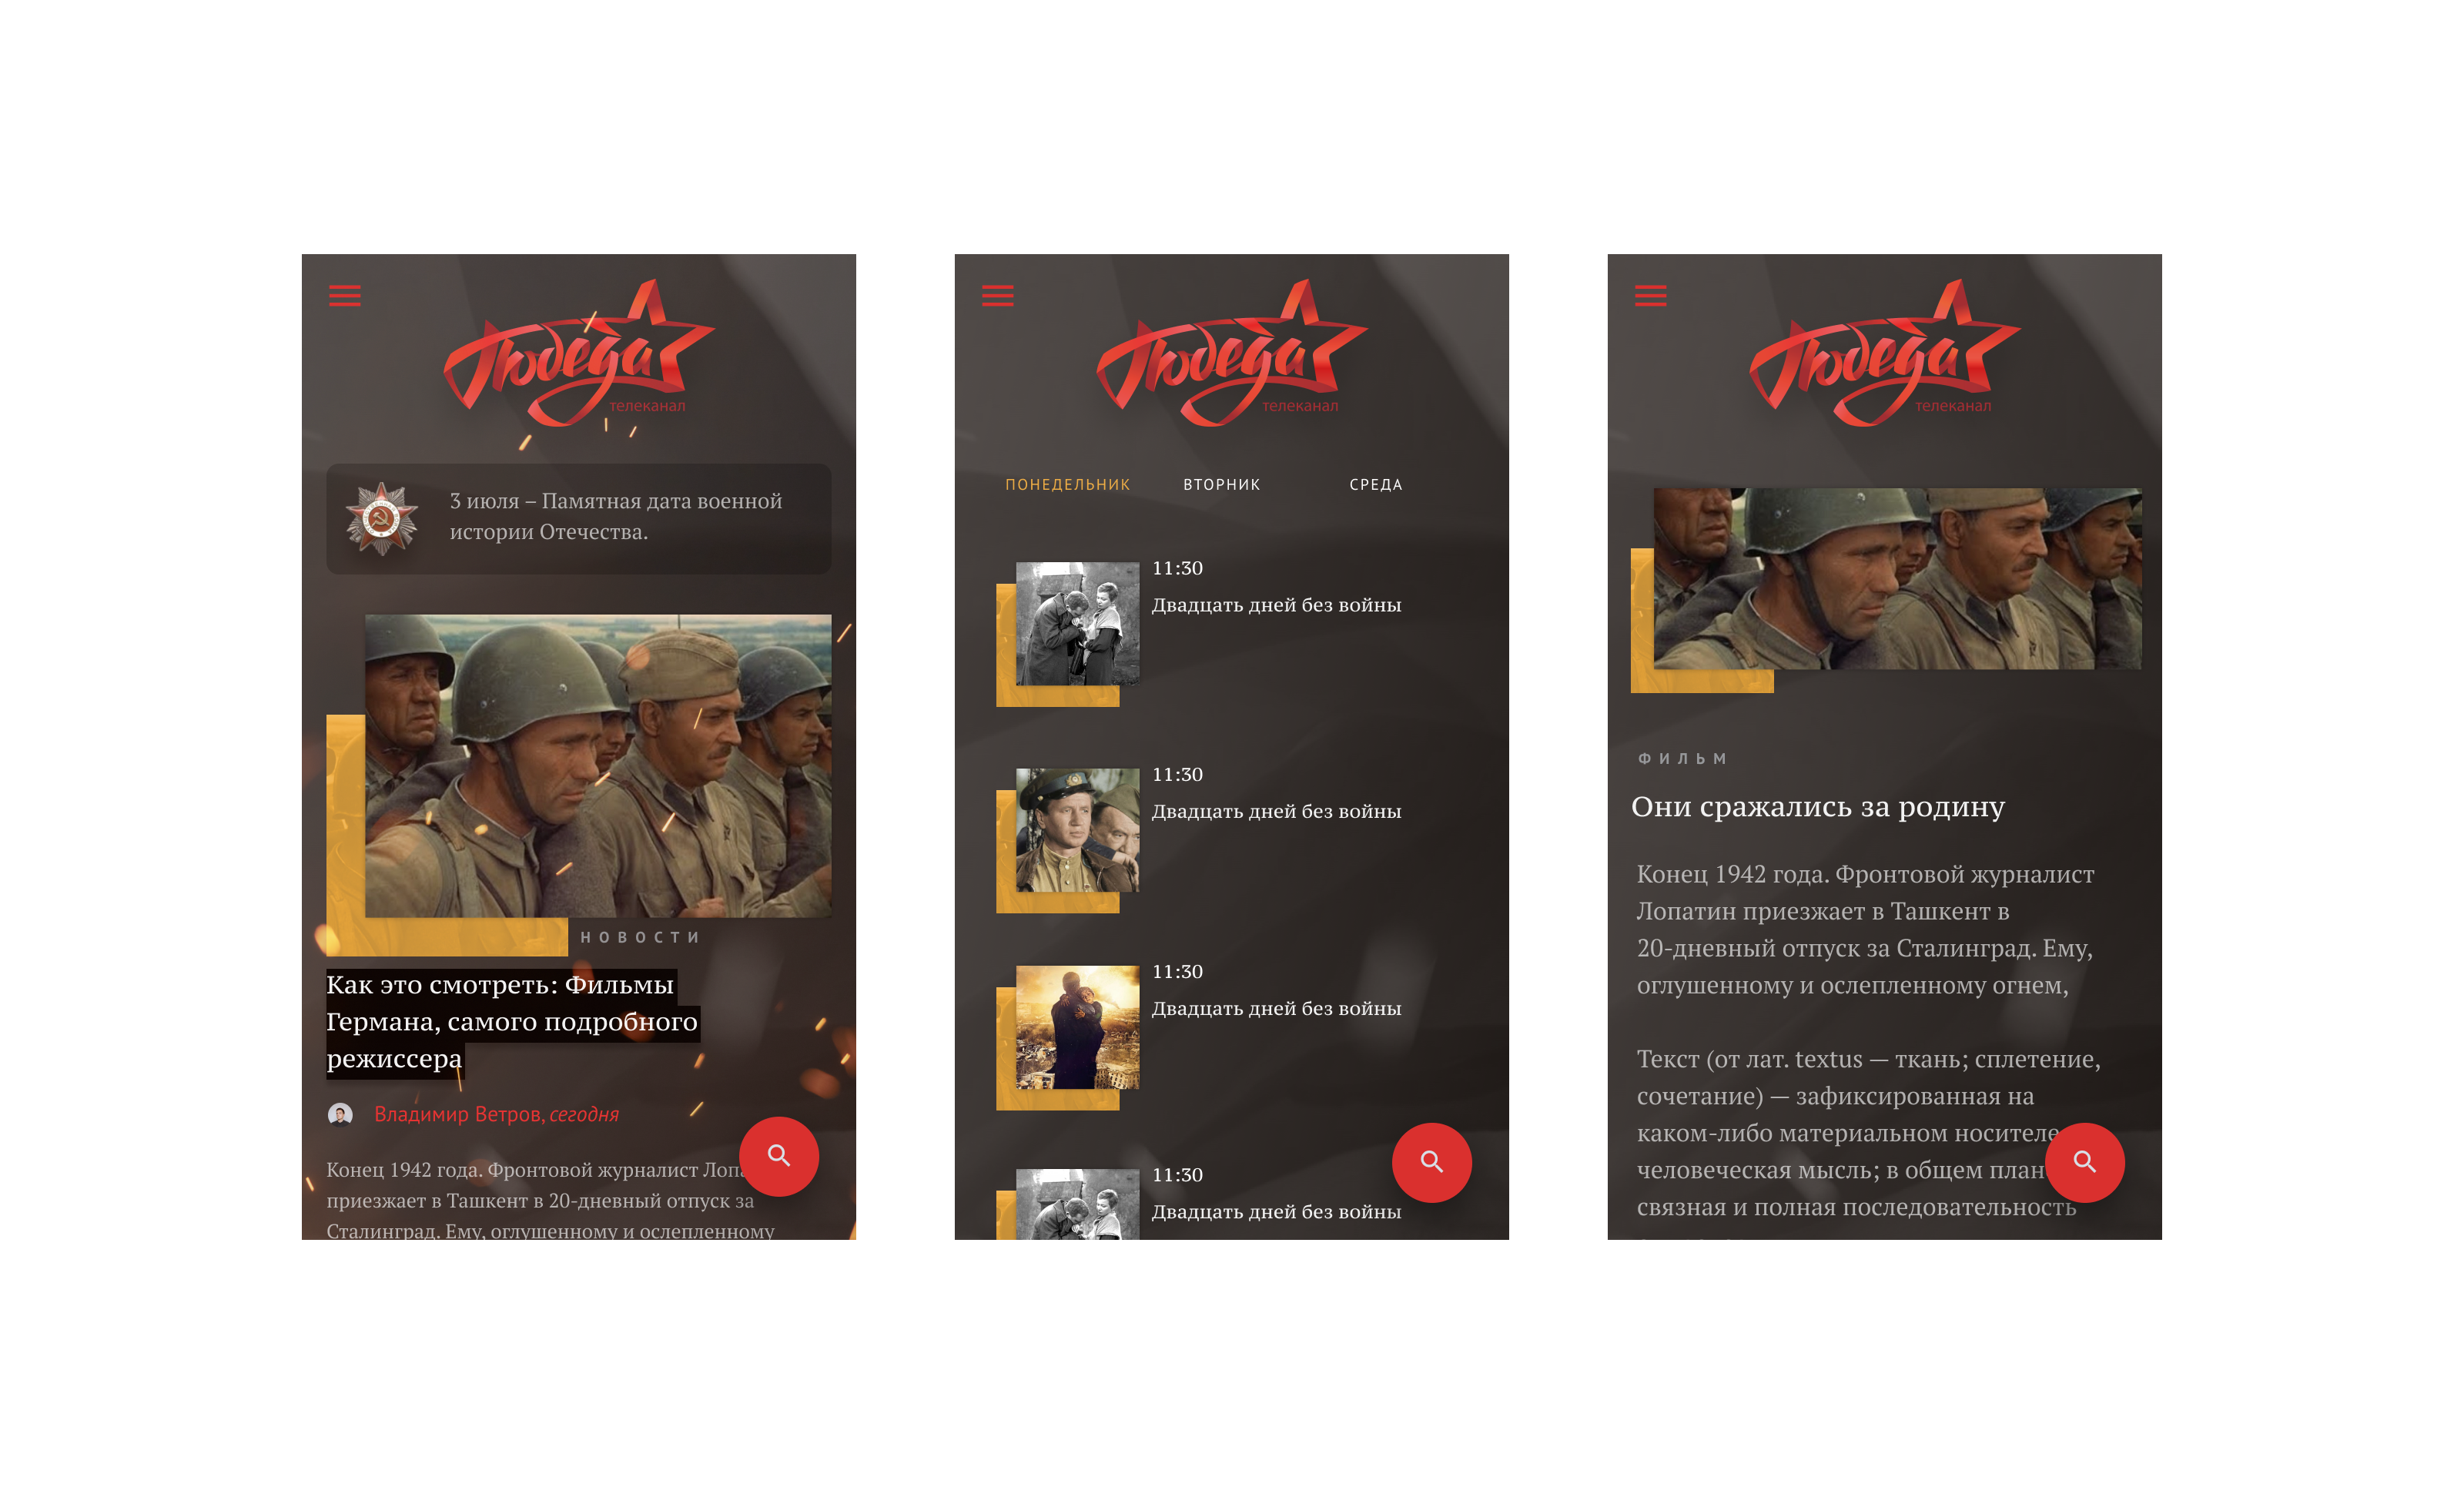 Победа
телеканал
3 июля – Памятная дата военной
истории Отечества.
НОВОСТИ
Как это смотреть: Фильмы
Германа, самого подробного
режиссера
Владимир Ветров, сегодня
Конец 1942 года. Фронтовой журналист
приезжает в Ташкент в 20-дневный отпуск за
Сталинград. Ему, оглушенному и ослепленному
Победа
телеканал
ПОНЕДЕЛЬНИК ВТОРНИК СРЕДА
11:30
Двадцать дней без войны
11:30
Двадцать дней без войны
11:30
Двадцать дней без войны
11:30
Двадцать дней без войны
Победа
телеканал
ФИЛЬМ
Они сражались за родину
Конец 1942 года. Фронтовой журналист
Лопатин приезжает в Ташкент в
20-дневный отпуск за Сталинград. Ему,
оглушенному и ослепленному огнем,
Текст (от лат. textus — ткань; сплетение,
сочетание) — зафиксированная на
каком-либо материальном носителе
человеческая мысль; в общем план
связная и полная последовательность